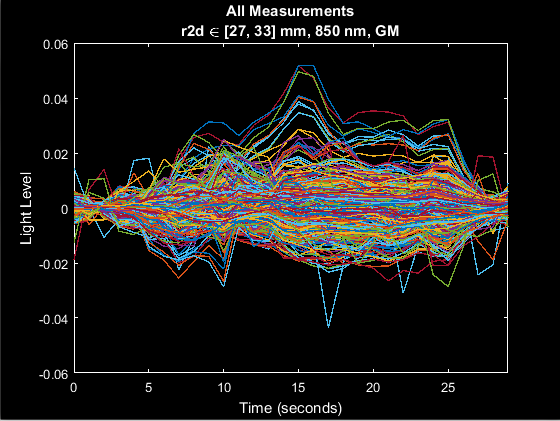 All Measurements
r2d ∈ [27, 33] mm, 850 nm, GM
0.06
0.04
0.02
0
-0.02
-0.04
-0.06
Light Level
0 5 10 15 20 25
Time (seconds)